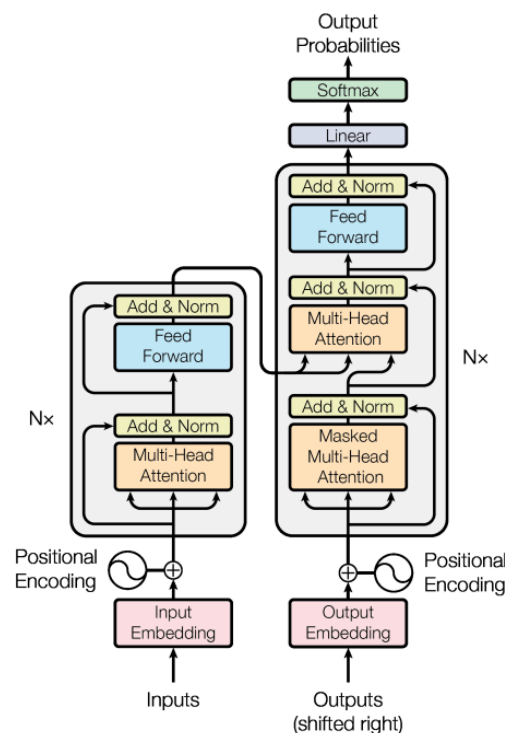 Output
Probabilities
Softmax
Linear
Add & Norm
Feed
Forward
Add & Norm
Multi-Head
Attention
Add & Norm
Masked
Multi-Head
Attention
N×
Positional
Encoding
Output
Embedding
Outputs
(shifted right)
Add & Norm
Feed
Forward
Add & Norm
Multi-Head
Attention
N×
Positional
Encoding
Input
Embedding
Inputs